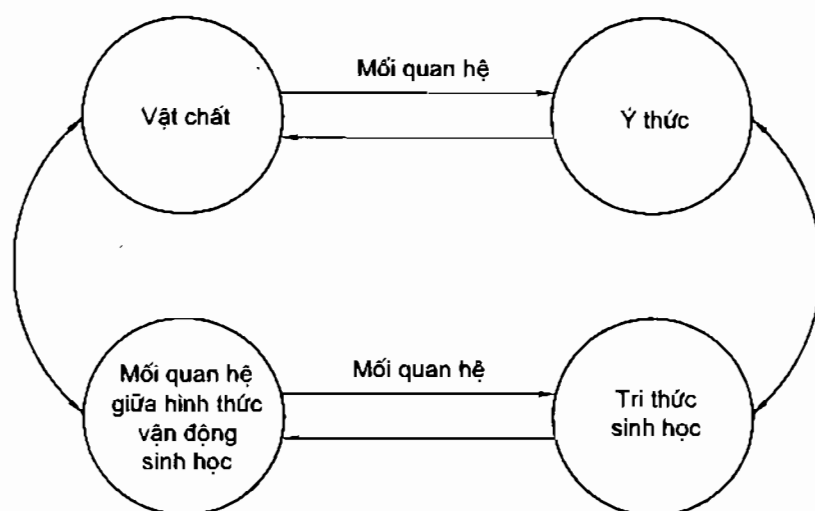 Mối quan hệ
Vật chất
Ý thức
Mối quan hệ
giữa hình thức
vận động
sinh học
Mối quan hệ
Tri thức
sinh học